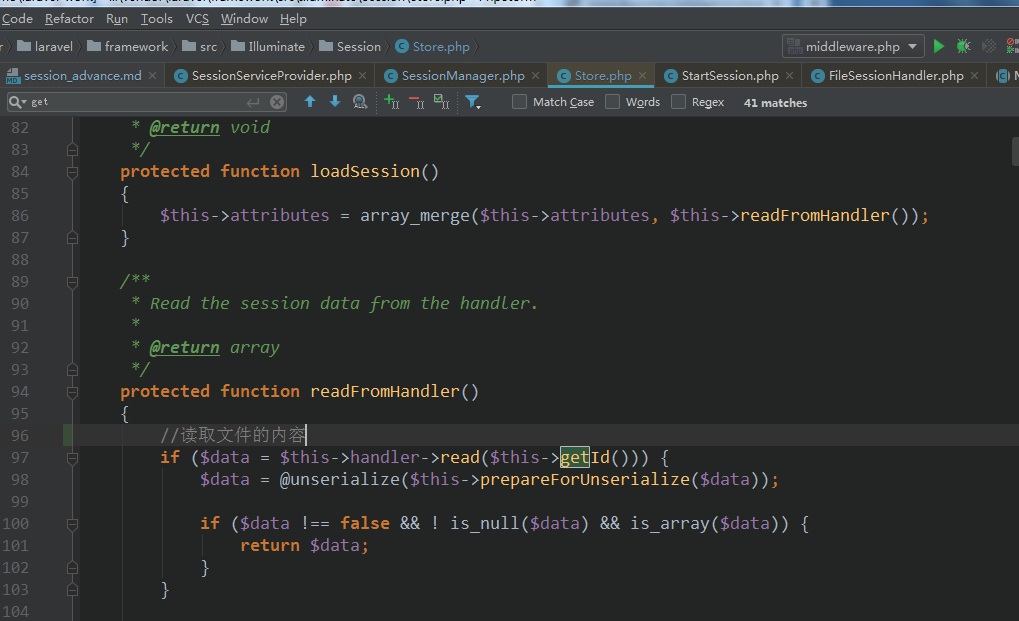 Code Refactor Run Tools VCS Window Help
laravel framework src Illuminate Session Store.php middleware.php
session_advance.md SessionServiceProvider.php SessionManager.php Store.php StartSession.php FileSessionHandler.php
get Match Case Words Regex 41 matches
82 * @return void
83 */
84 protected function loadSession()
85 {
86 $this->attributes = array_merge($this->attributes, $this->readFromHandler());
87 }
88
89 /**
90 * Read the session data from the handler.
91 *
92 * @return array
93 */
94 protected function readFromHandler()
95 {
96 //读取文件的内容
97 if ($data = $this->handler->read($this->getId())) {
98 $data = @unserialize($this->prepareForUnserialize($data));
99
100 if ($data !== false && ! is_null($data) && is_array($data)) {
101 return $data;
102 }
103 }
104